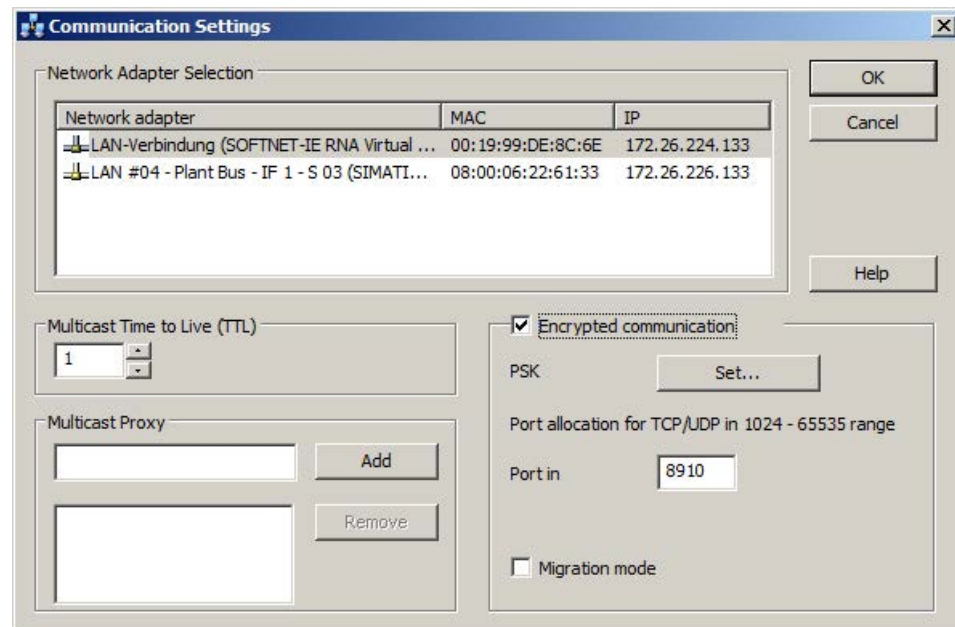 Communication Settings
Network Adapter Selection
Network adapter MAC IP
LAN-Verbindung (SOFTNET-IE RNA Virtual ... 00:19:99:DE:8C:6E 172.26.224.133
LAN #04 - Plant Bus - IF 1 - S 03 (SIMATI... 08:00:06:22:61:33 172.26.226.133
OK
Cancel
Help
Multicast Time to Live (TTL)
1
Multicast Proxy
Add
Remove
Encrypted communication
PSK Set...
Port allocation for TCP/UDP in 1024 - 65535 range
Port in 8910
Migration mode